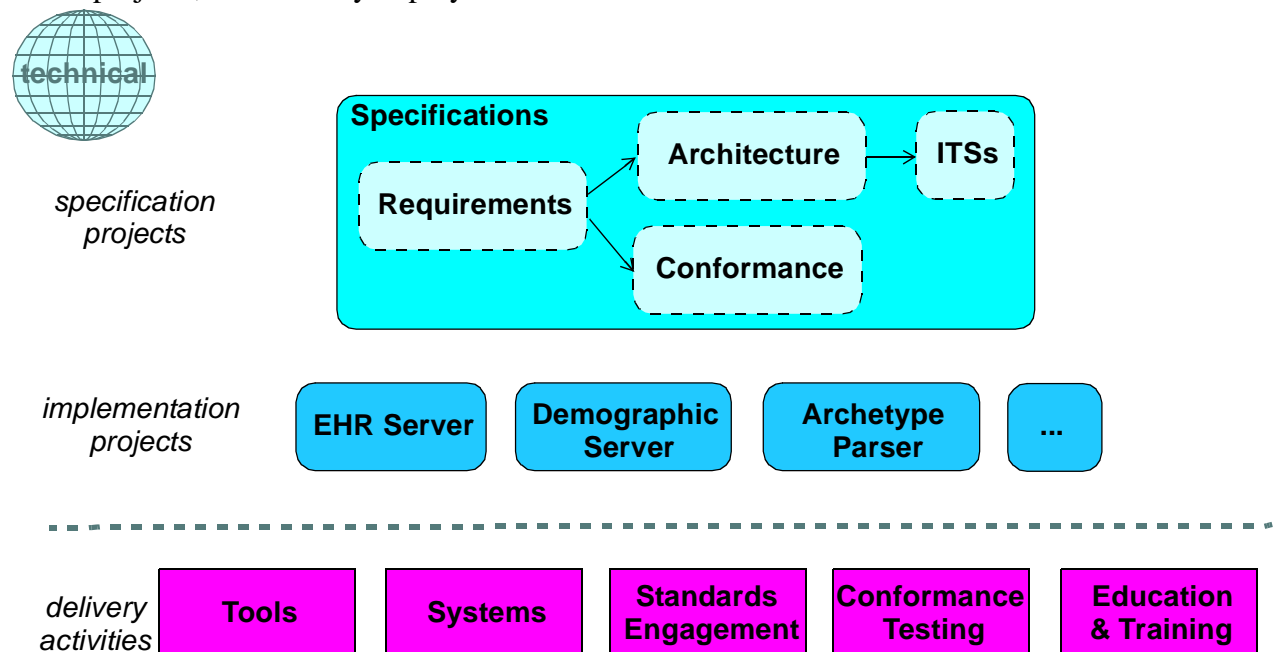 technical
Specifications
Architecture
ITSs
Requirements
Conformance
specification
projects
implementation
projects
EHR Server
Demographic
Server
Archetype
Parser
...
delivery
activities
Tools
Systems
Standards
Engagement
Conformance
Testing
Education
& Training